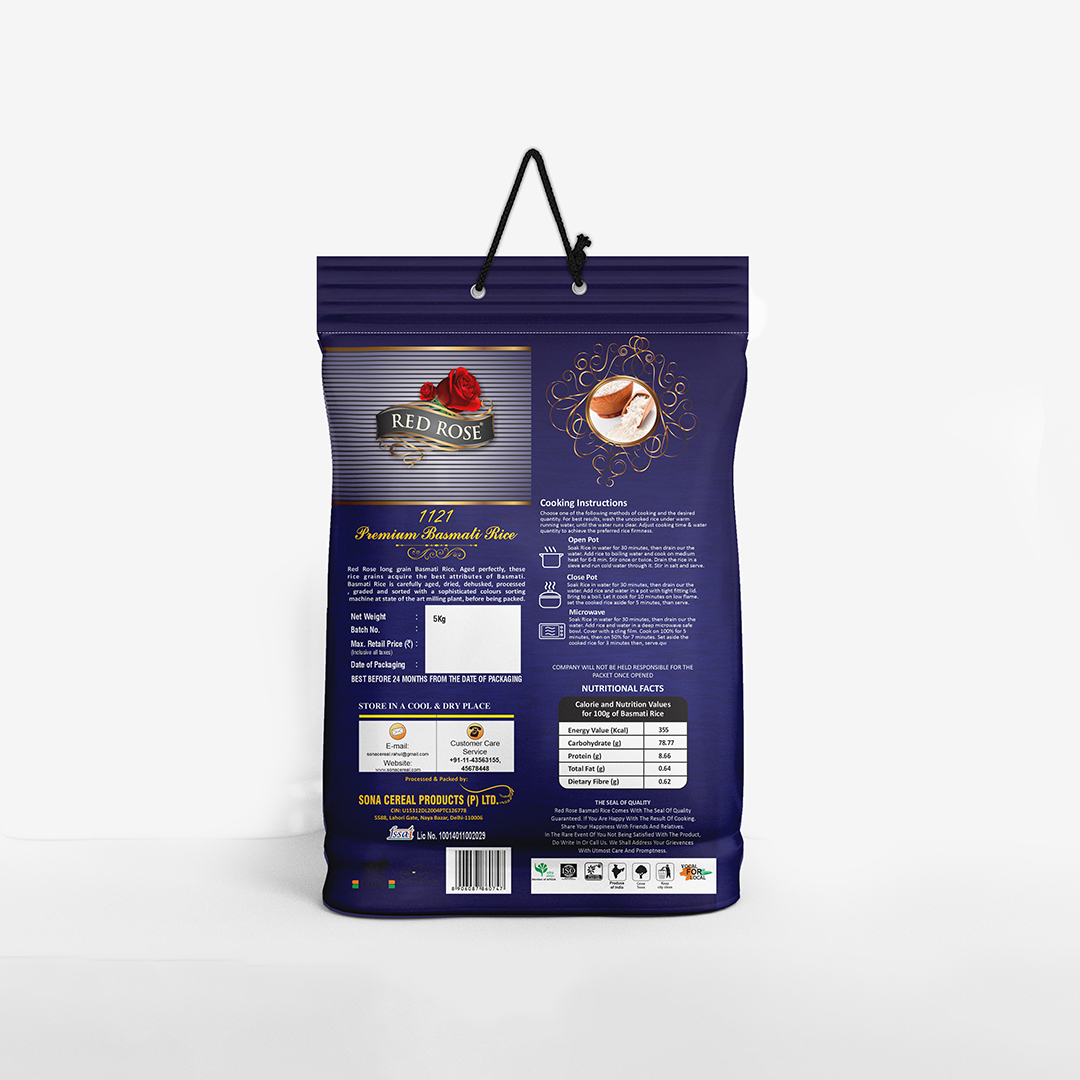 RED ROSE
1121
Premium Basmati Rice
Red Rose long grain Basmati Rice. Aged perfectly, these
rice grains acquire the best attributes of Basmati.
Basmati Rice is carefully aged, dried, dehusked, processed
, graded and sorted with a sophisticated colours sorting
machine at state of the art milling plant, before being packed.
Net Weight : 5Kg
Batch No. :
Max. Retail Price (₹) :
(Inclusive all taxes)
Date of Packaging :
BEST BEFORE 24 MONTHS FROM THE DATE OF PACKAGING
STORE IN A COOL & DRY PLACE
E-mail:
sonacereal.rahul@gmail.com
Website:
www.sonacereal.com
Customer Care
Service
+91-11-43563155,
45678448
Processed & Packed by:
SONA CEREAL PRODUCTS (P) LTD.
CIN: U15312DL2004PTC126778
5588, Lahori Gate, Naya Bazar, Delhi-110006
fssai Lic No. 10014011002029
8 906087 860747
Cooking Instructions
Choose one of the following methods of cooking and the desired
quantity. For best results, wash the uncooked rice under warm
running water, until the water runs clear. Adjust cooking time & water
quantity to achieve the preferred rice firmness.
Open Pot
Soak Rice in water for 30 minutes, then drain our the
water. Add rice to boiling water and cook on medium
heat for 6-8 min. Stir once or twice. Drain the rice in a
sieve and run cold water through it. Stir in salt and serve.
Close Pot
Soak Rice in water for 30 minutes, then drain our the
water. Add rice and water in a pot with tight fitting lid.
Bring to a boil. Let it cook for 10 minutes on low flame.
set the cooked rice aside for 5 minutes, than serve.
Microwave
Soak Rice in water for 30 minutes, then drain our the
water. Add rice and water in a deep microwave safe
bowl. Cover with a cling film. Cook on 100% for 5
minutes, then on 50% for 7 minutes. Set aside the
cooked rice for 3 minutes then, serve.qw
COMPANY WILL NOT BE HELD RESPONSIBLE FOR THE
PACKET ONCE OPENED
NUTRITIONAL FACTS
Calorie and Nutrition Values
for 100g of Basmati Rice
Energy Value (Kcal) 355
Carbohydrate (g) 78.77
Protein (g) 8.66
Total Fat (g) 0.64
Dietary Fibre (g) 0.62
THE SEAL OF QUALITY
Red Rose Basmati Rice Comes With The Seal Of Quality
Guaranteed. If You Are Happy With The Result Of Cooking,
Share Your Happiness With Friends And Relatives.
In The Rare Event Of You Not Being Satisfied With The Product,
Do Write In Or Call Us. We Shall Address Your Grievences
With Utmost Care And Promptness.
ISO
Produce
of India
Grow
Trees
Keep
city clean
VOCAL
FOR
LOCAL